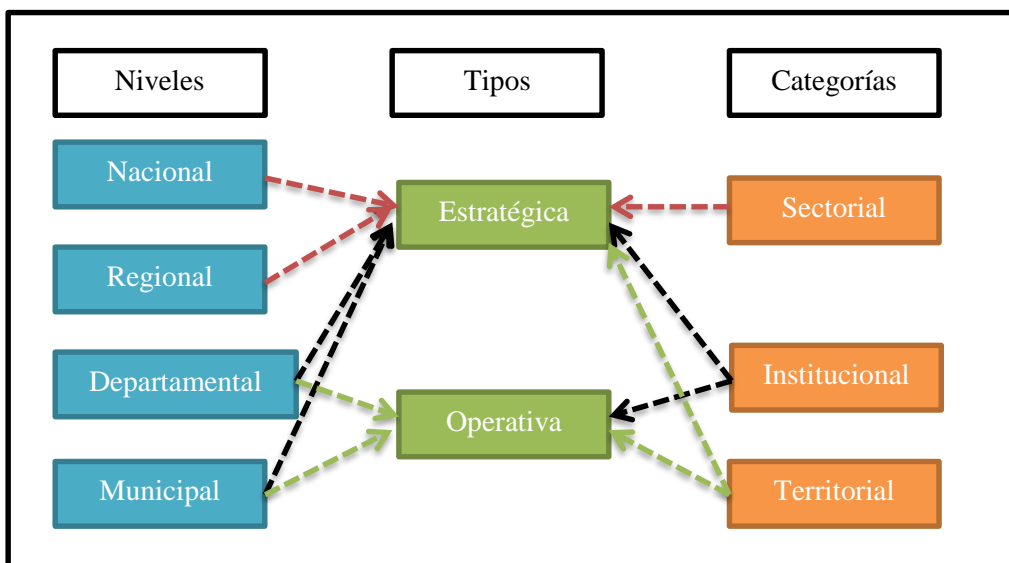 Niveles
Tipos
Categorías
Nacional
Estratégica
Sectorial
Regional
Departamental
Operativa
Institucional
Municipal
Territorial